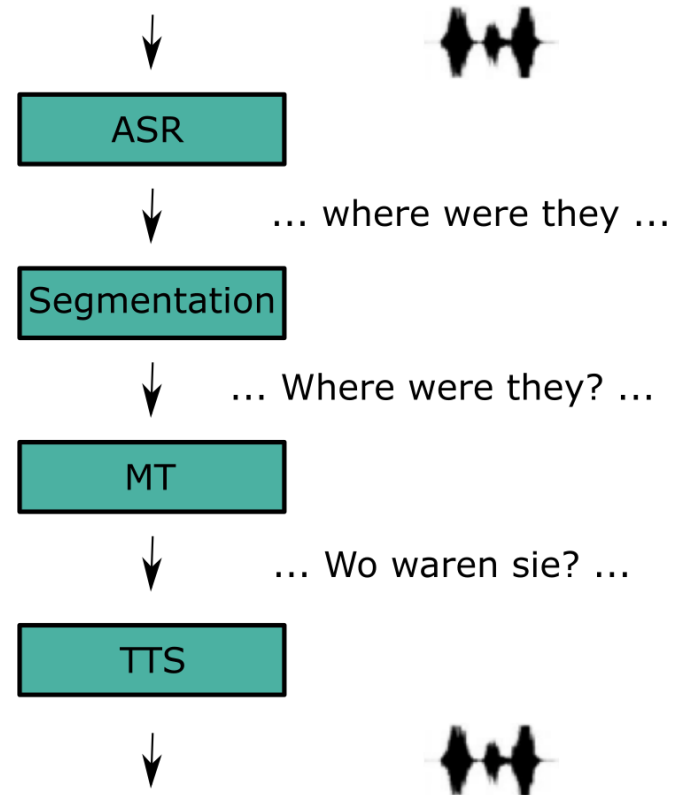 ASR
... where were they ...
Segmentation
... Where were they? ...
MT
... Wo waren sie? ...
TTS